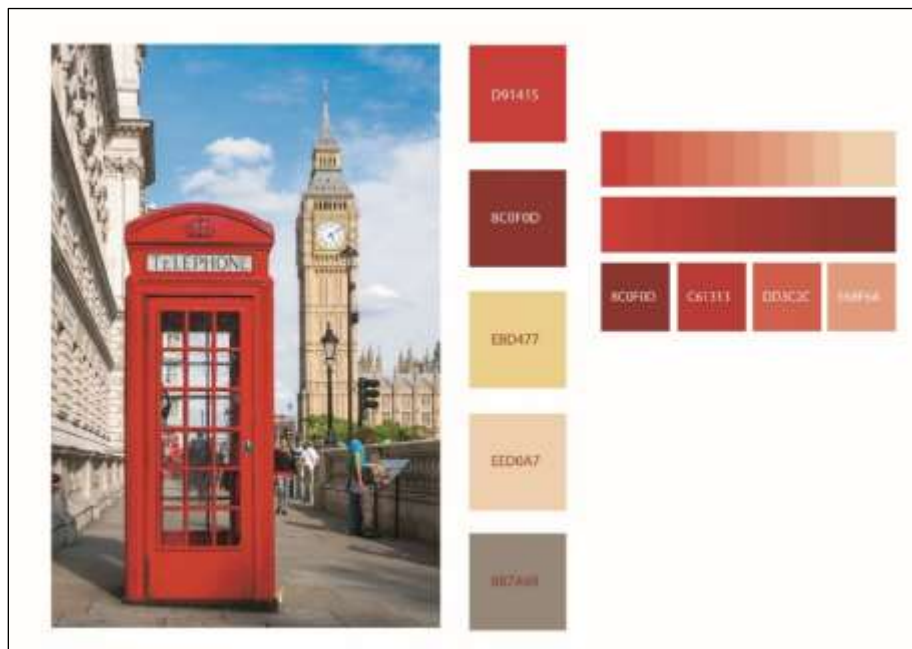 TELEPHONE
D91415
8C0F0D
EBD477
EED0A7
8C0F0D
C61313
DD3C2C